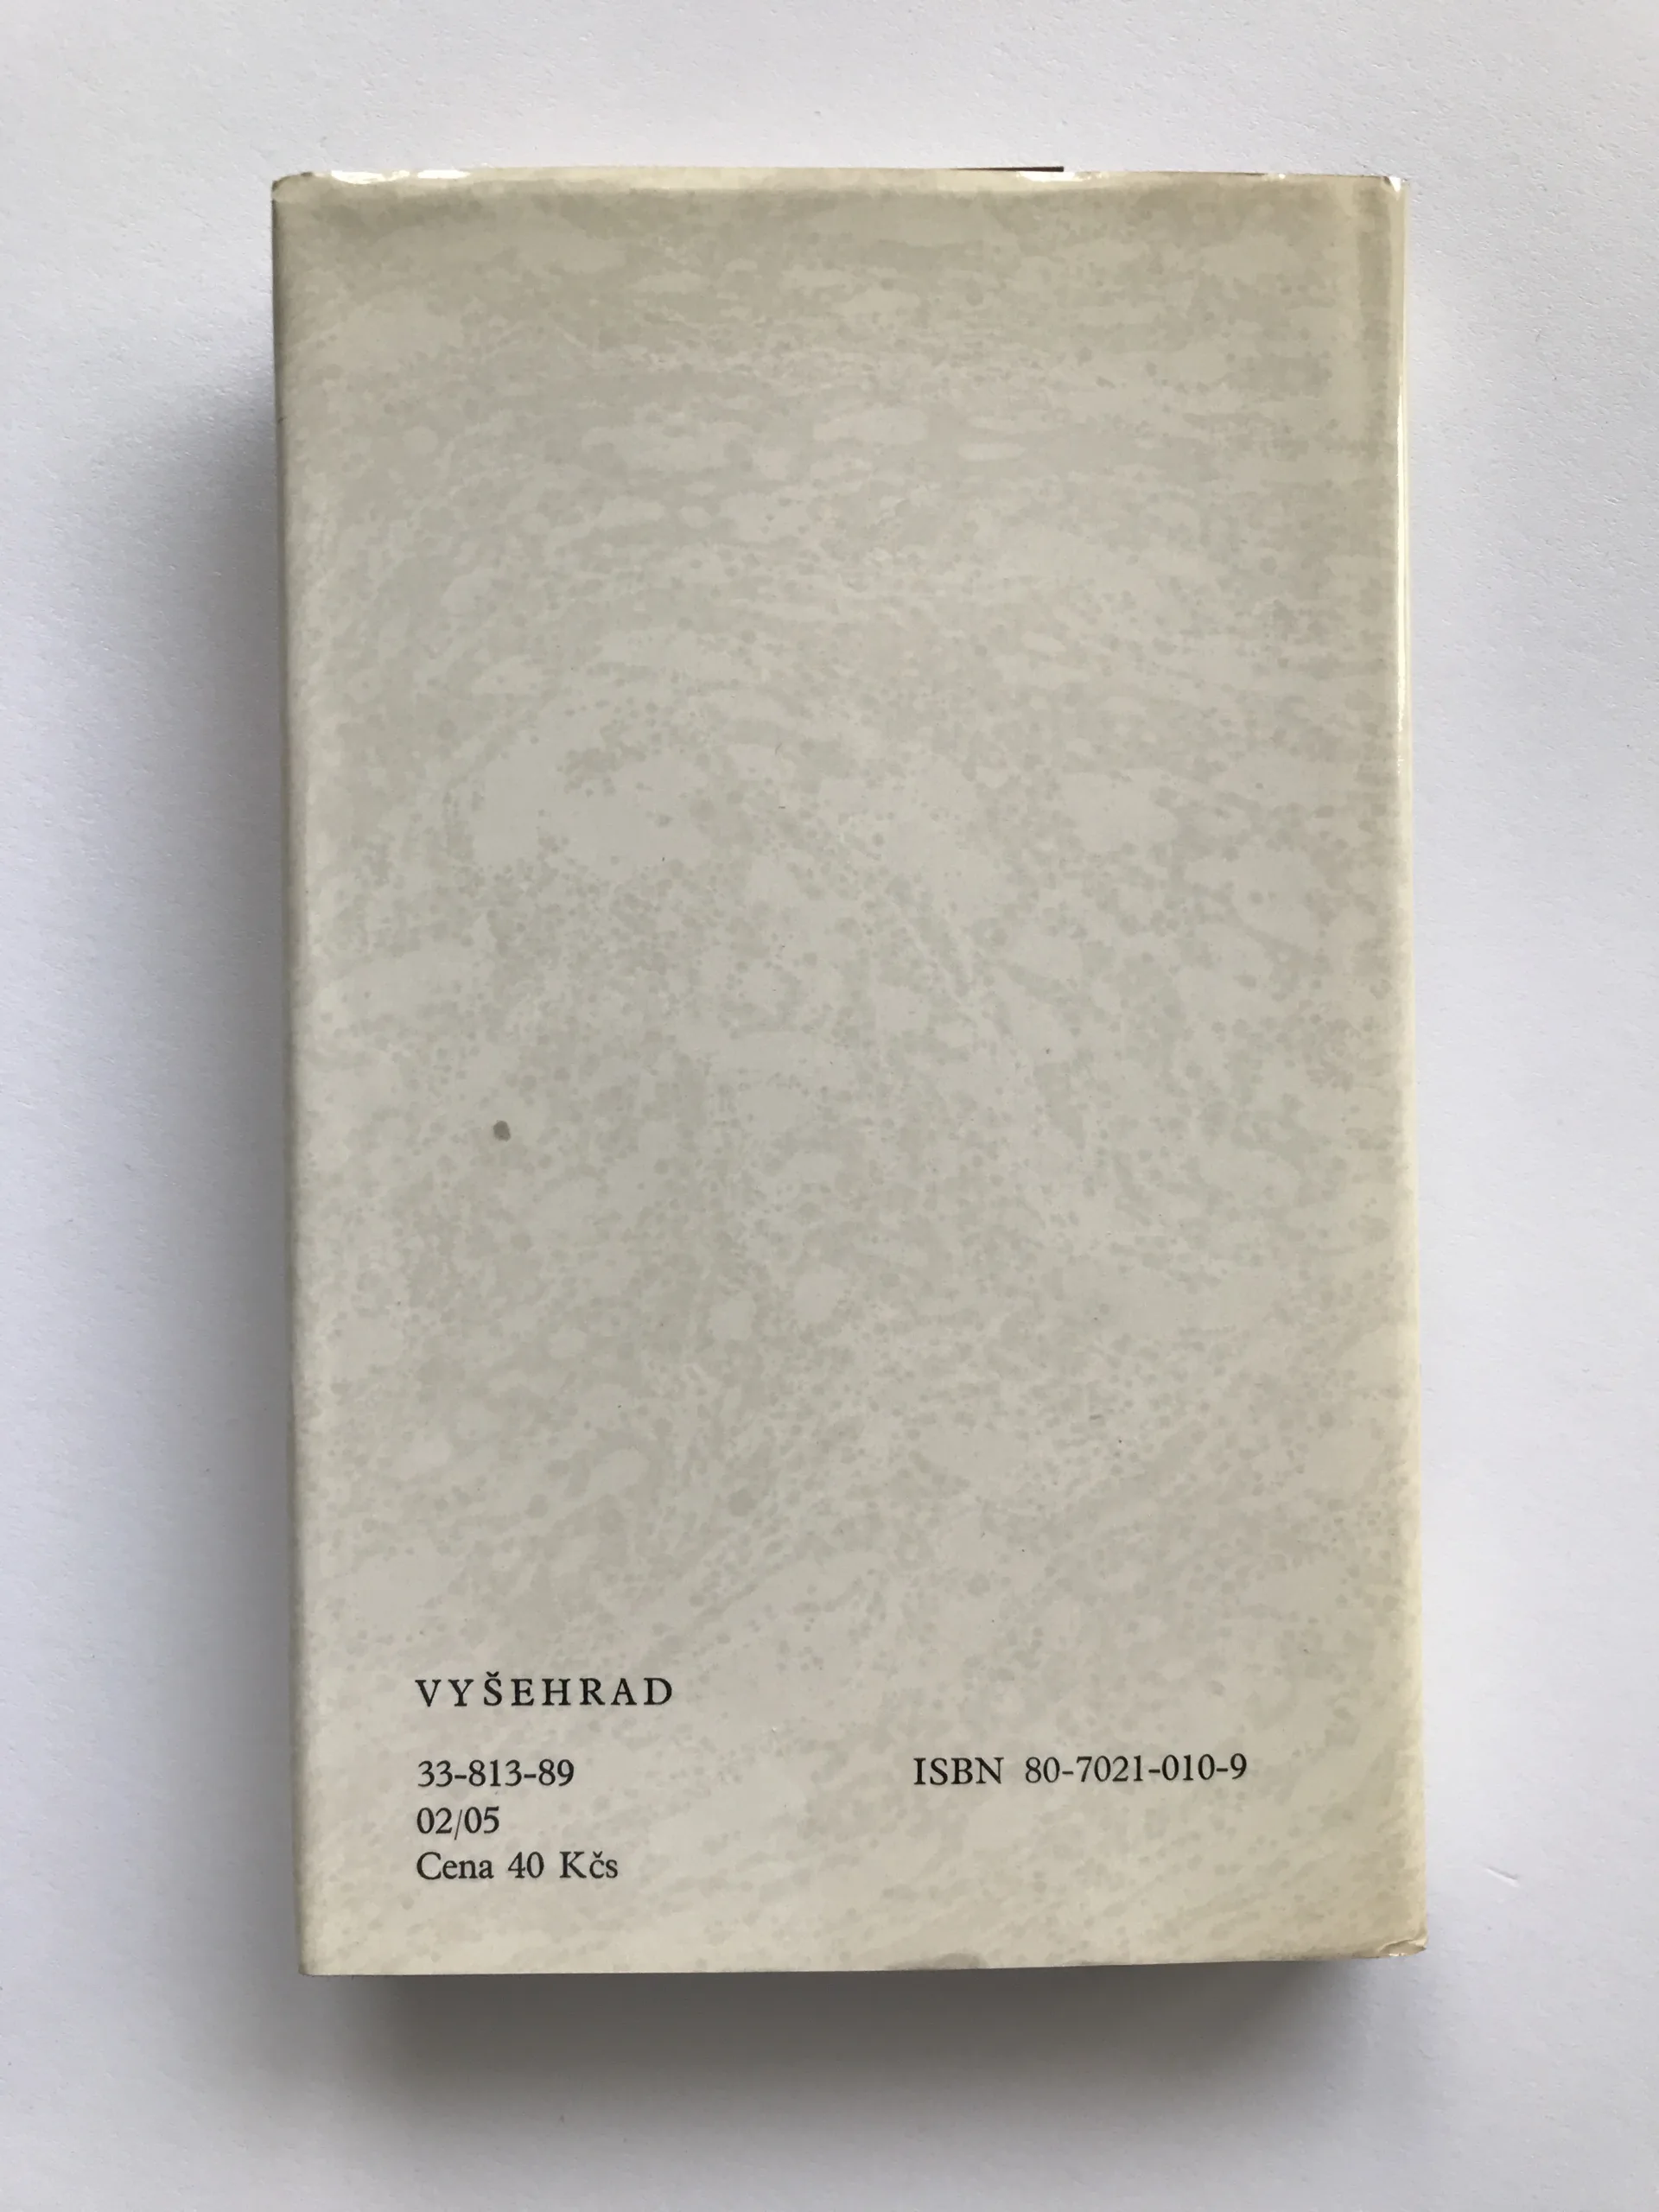 VYŠEHRAD
33-813-89
ISBN 80-7021-010-9
02/05
Cena 40 Kčs